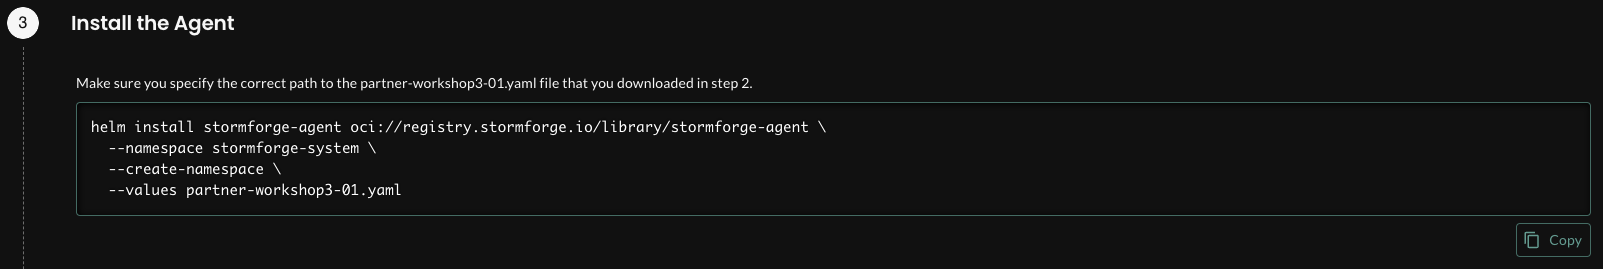 3
Install the Agent
Make sure you specify the correct path to the partner-workshop3-01.yaml file that you downloaded in step 2.
helm install stormforge-agent oci://registry.stormforge.io/library/stormforge-agent \
  --namespace stormforge-system \
  --create-namespace \
  --values partner-workshop3-01.yaml
Copy